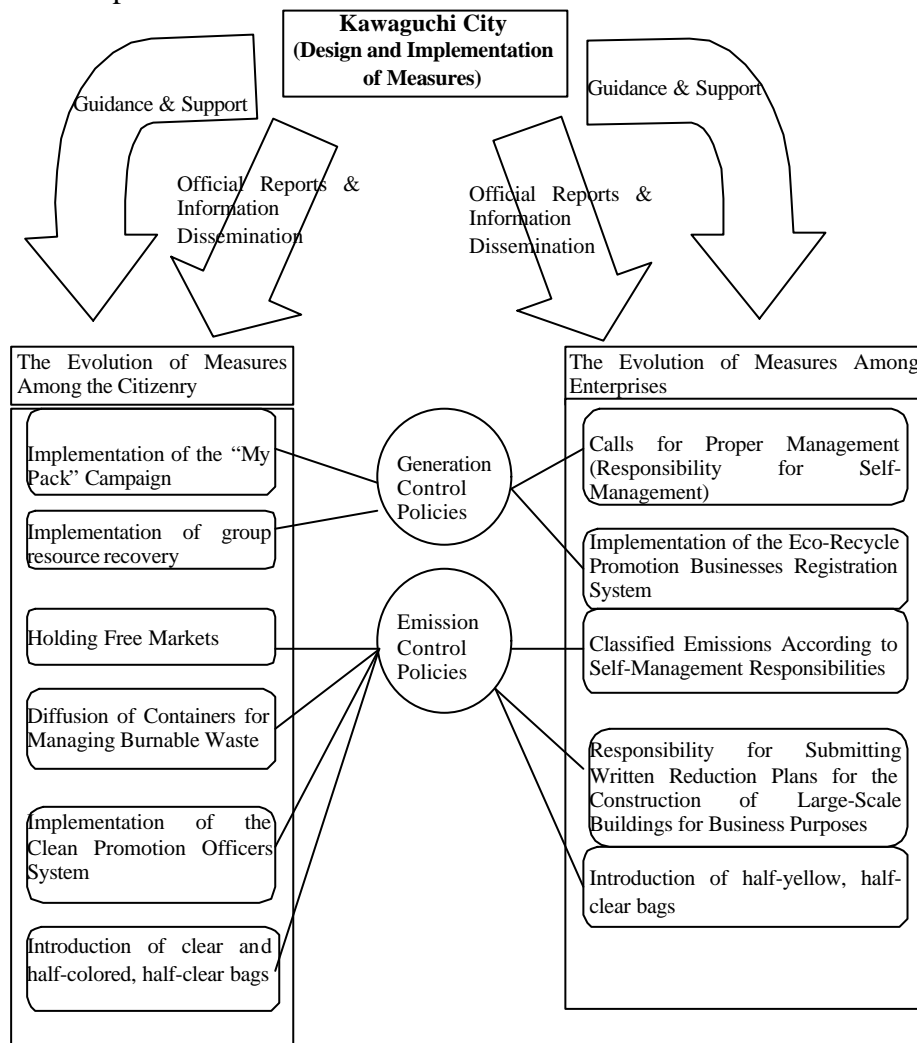 Kawaguchi City
(Design and Implementation
of Measures)
Guidance & Support
Guidance & Support
Official Reports &
Information
Dissemination
Official Reports &
Information
Dissemination
The Evolution of Measures
Among the Citizenry
The Evolution of Measures Among
Enterprises
Implementation of the “My
Pack” Campaign
Implementation of group
resource recovery
Holding Free Markets
Diffusion of Containers for
Managing Burnable Waste
Implementation of the
Clean Promotion Officers
System
Introduction of clear and
half-colored, half-clear bags
Generation
Control
Policies
Emission
Control
Policies
Calls for Proper Management
(Responsibility for Self-
Management)
Implementation of the Eco-Recycle
Promotion Businesses Registration
System
Classified Emissions According to
Self-Management Responsibilities
Responsibility for Submitting
Written Reduction Plans for the
Construction of Large-Scale
Buildings for Business Purposes
Introduction of half-yellow, half-
clear bags